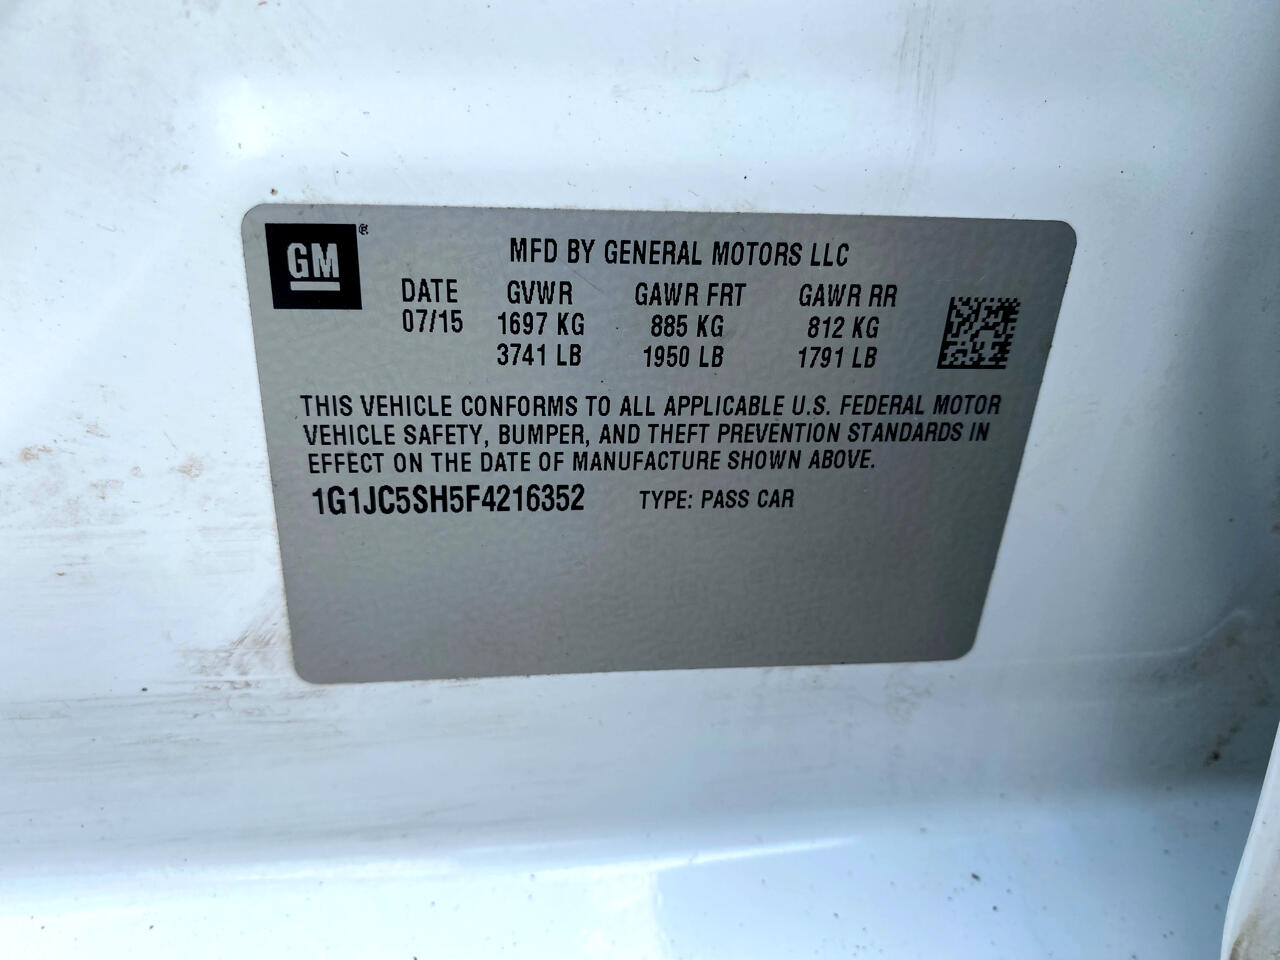 GM®
MFD BY GENERAL MOTORS LLC
DATE GVWR GAWR FRT GAWR RR
07/15 1697 KG 885 KG 812 KG
3741 LB 1950 LB 1791 LB
THIS VEHICLE CONFORMS TO ALL APPLICABLE U.S. FEDERAL MOTOR
VEHICLE SAFETY, BUMPER, AND THEFT PREVENTION STANDARDS IN
EFFECT ON THE DATE OF MANUFACTURE SHOWN ABOVE.
1G1JC5SH5F4216352 TYPE: PASS CAR